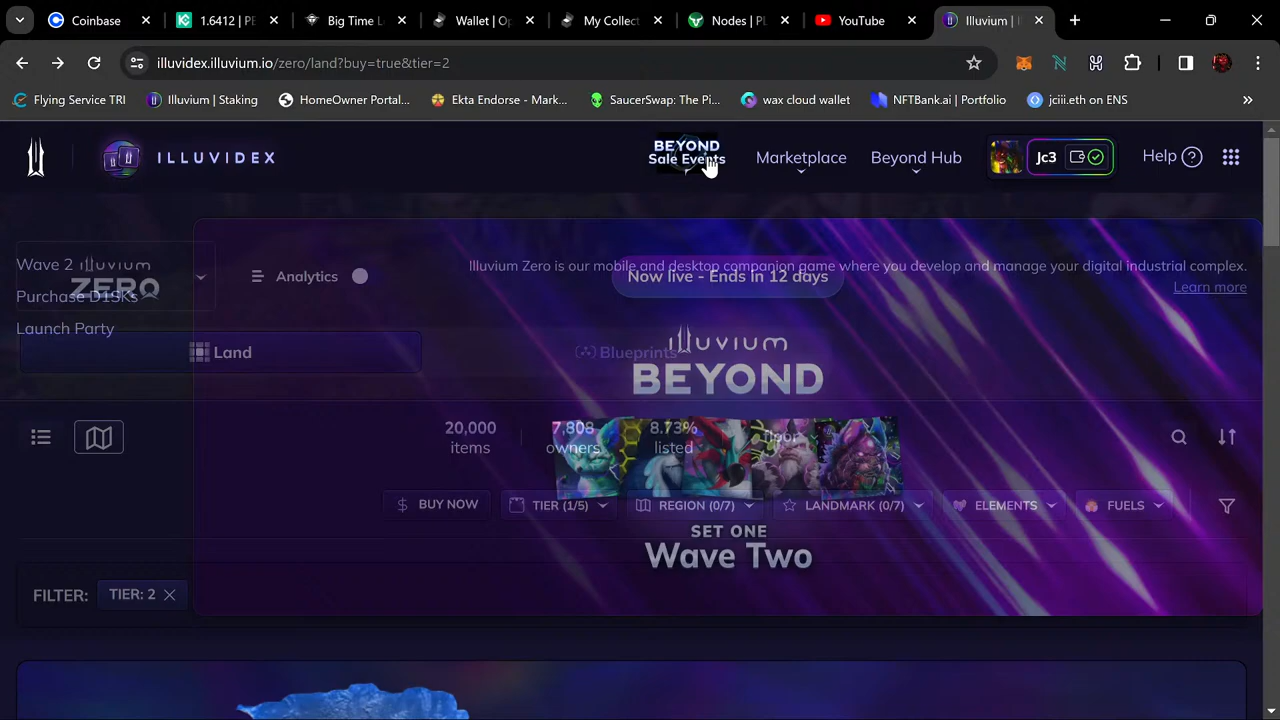 Coinbase
1.6412 | PE
Big Time L
Wallet | Op
My Collect
Nodes | PL
YouTube
Illuvium | I
illuvidex.illuvium.io/zero/land?buy=true&tier=2
Flying Service TRI
Illuvium | Staking
HomeOwner Portal...
Ekta Endorse - Mark...
SaucerSwap: The Pi...
wax cloud wallet
NFTBank.ai | Portfolio
jciii.eth on ENS
ILLUVIDEX
BEYOND
Sale Events
Marketplace
Beyond Hub
Jc3
Help
Wave 2
Purchase D1SKs
Launch Party
illuvium
ZERO
Analytics
Illuvium Zero is our mobile and desktop companion game where you develop and manage your digital industrial complex.
Learn more
Now live - Ends in 12 days
Land
Blueprints
illuvium
BEYOND
20,000
items
7,808
owners
8.73%
listed
floor
BUY NOW
TIER (1/5)
REGION (0/7)
LANDMARK (0/7)
ELEMENTS
FUELS
SET ONE
Wave Two
FILTER:
TIER: 2